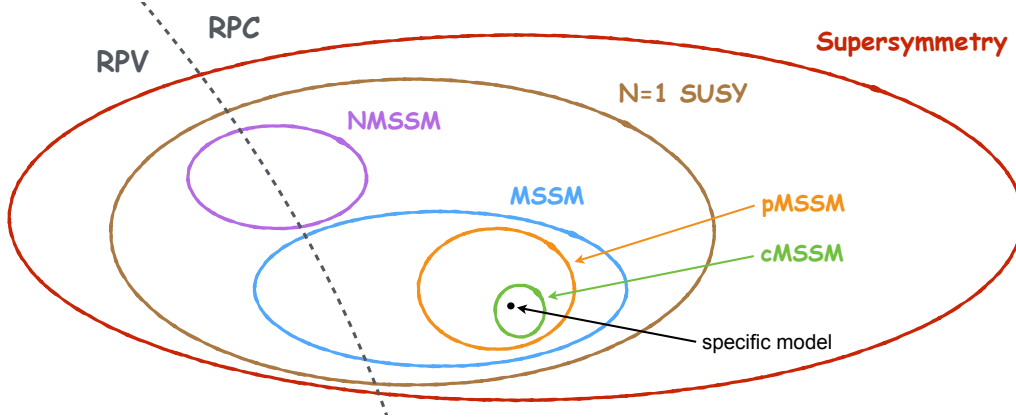 RPC
RPV
Supersymmetry
N=1 SUSY
NMSSM
MSSM
pMSSM
cMSSM
specific model